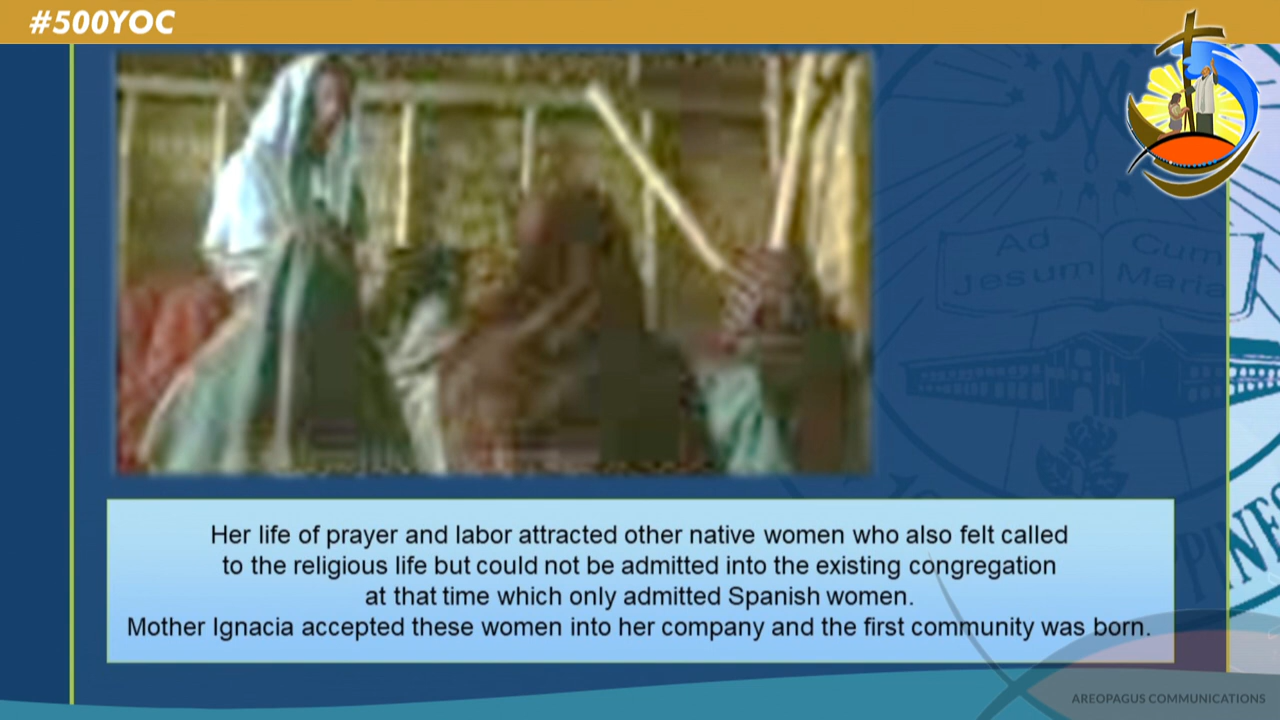 #500YOC
Ad Cum
Jesum Maria
Her life of prayer and labor attracted other native women who also felt called
to the religious life but could not be admitted into the existing congregation
at that time which only admitted Spanish women.
Mother Ignacia accepted these women into her company and the first community was born.
AREOPAGUS COMMUNICATIONS